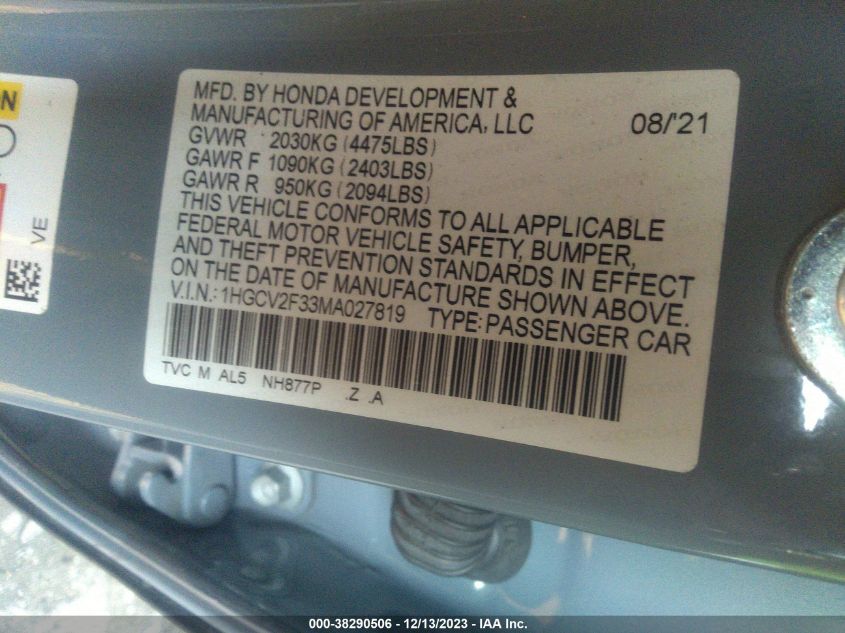 MFD. BY HONDA DEVELOPMENT &
MANUFACTURING OF AMERICA, LLC 08/'21
GVWR 2030KG (4475LBS)
GAWR F 1090KG (2403LBS)
GAWR R 950KG (2094LBS)
THIS VEHICLE CONFORMS TO ALL APPLICABLE
FEDERAL MOTOR VEHICLE SAFETY, BUMPER,
AND THEFT PREVENTION STANDARDS IN EFFECT
ON THE DATE OF MANUFACTURE SHOWN ABOVE.
V.I.N.: 1HGCV2F33MA027819 TYPE: PASSENGER CAR
TVC M AL5 NH877P .Z .A
VE
000-38290506 - 12/13/2023 - IAA Inc.